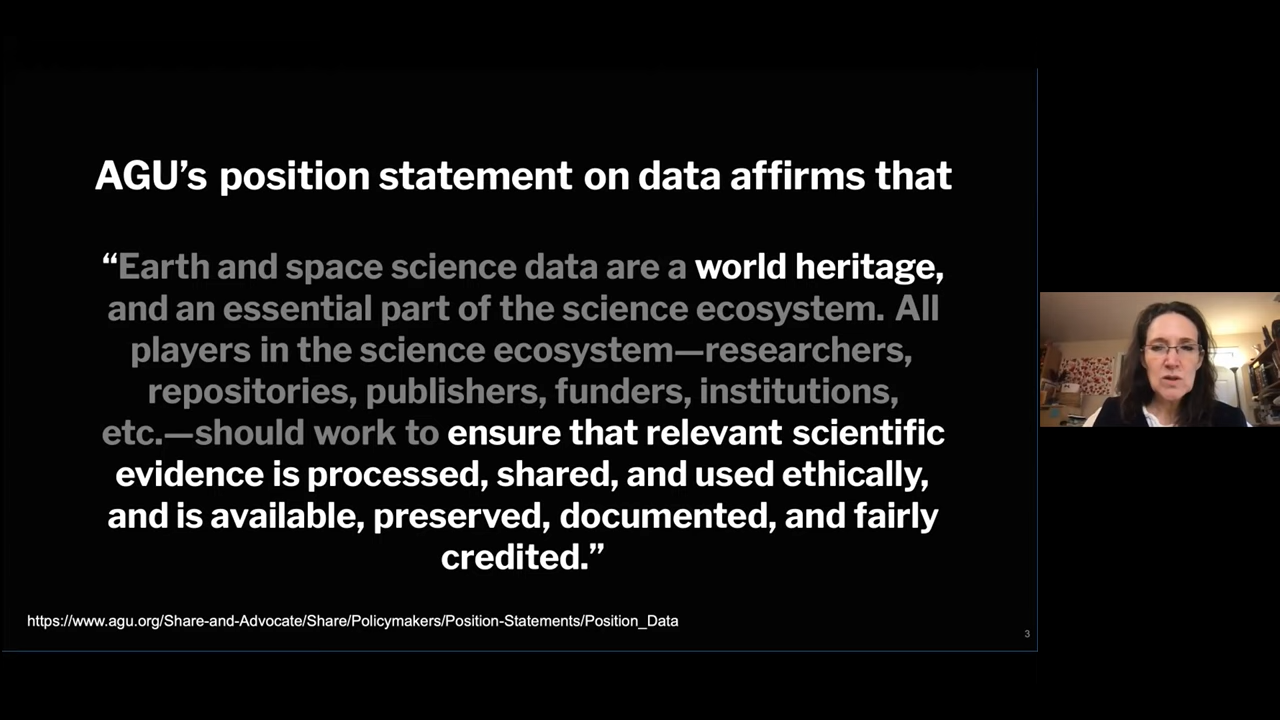 AGU’s position statement on data affirms that
“Earth and space science data are a world heritage,
and an essential part of the science ecosystem. All
players in the science ecosystem—researchers,
repositories, publishers, funders, institutions,
etc.—should work to ensure that relevant scientific
evidence is processed, shared, and used ethically,
and is available, preserved, documented, and fairly
credited.”
https://www.agu.org/Share-and-Advocate/Share/Policymakers/Position-Statements/Position_Data
3